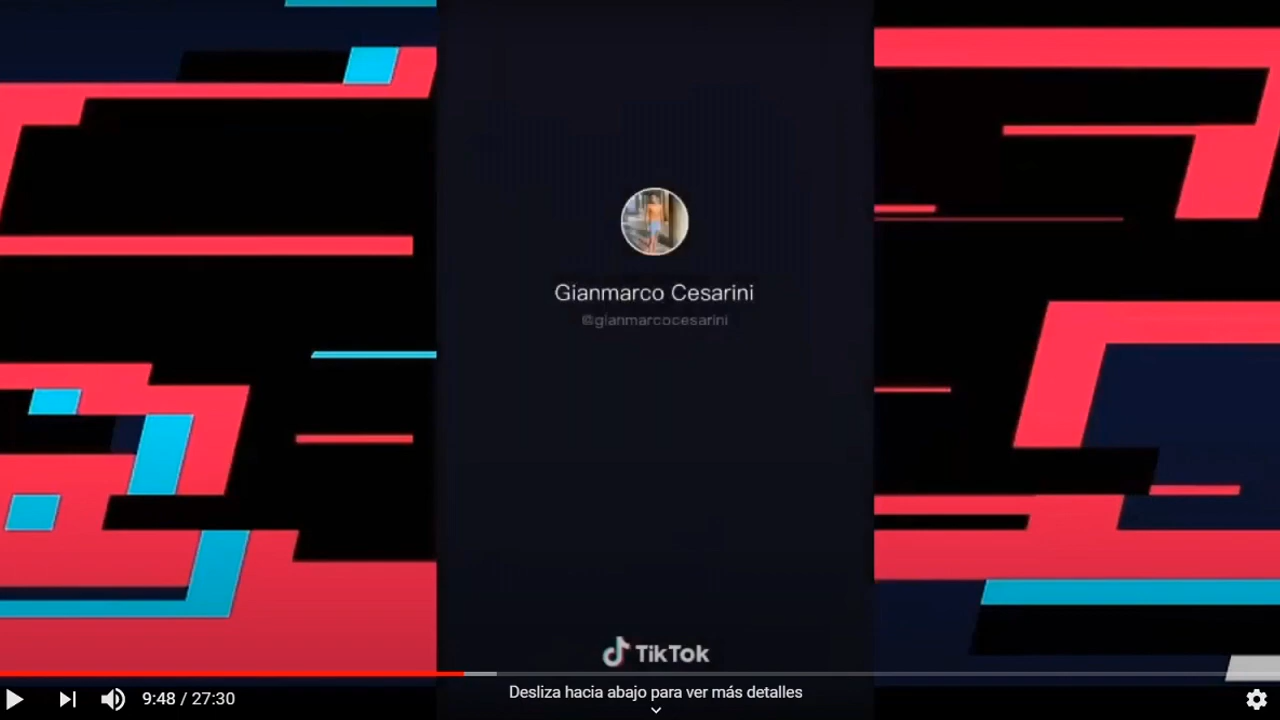 Gianmarco Cesarini
@gianmarcocesarini
TikTok
9:48 / 27:30
Desliza hacia abajo para ver más detalles